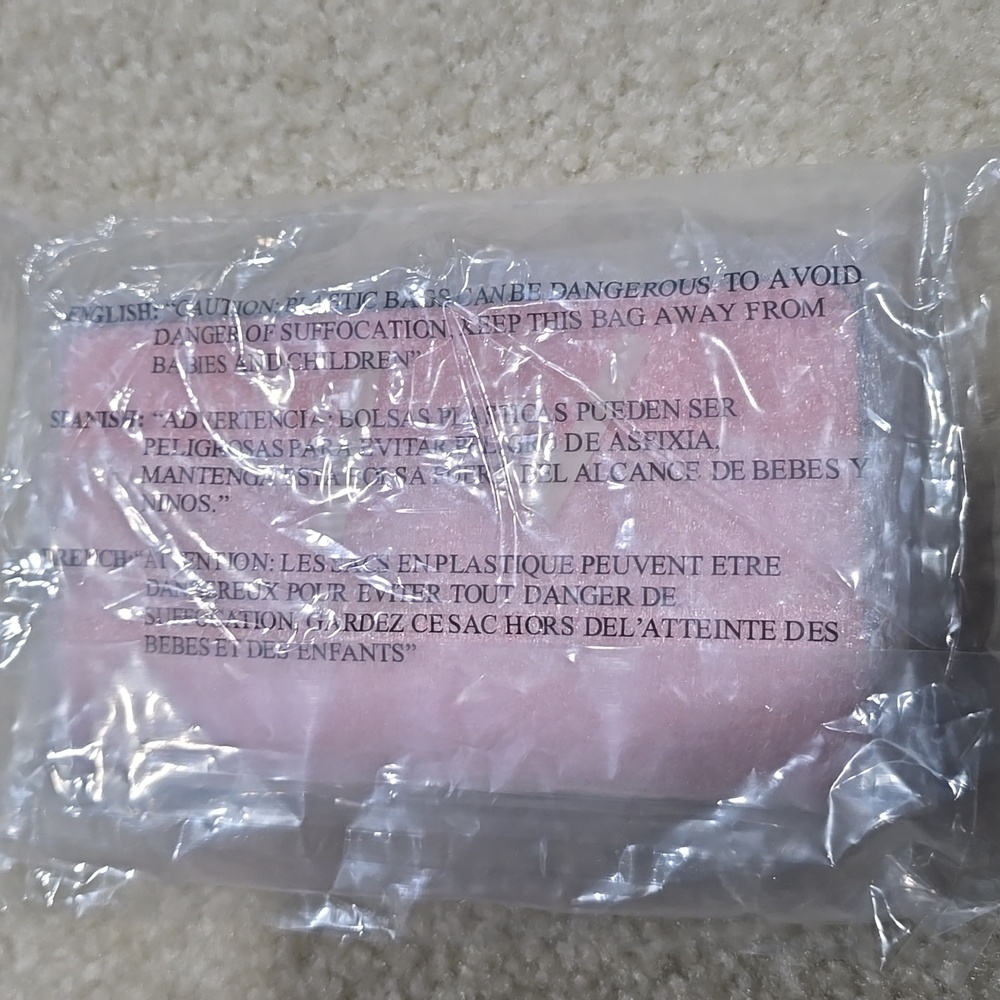 ENGLISH: "CAUTION: PLASTIC BAGS CAN BE DANGEROUS. TO AVOID
DANGER OF SUFFOCATION, KEEP THIS BAG AWAY FROM
BABIES AND CHILDREN"
SPANISH: "ADVERTENCIA: BOLSAS PLASTICAS PUEDEN SER
PELIGROSAS PARA EVITAR PELIGRO DE ASFIXIA.
MANTENGA ESTA BOLSA FUERA DEL ALCANCE DE BEBES Y
NINOS."
FRENCH: "ATTENTION: LES SACS EN PLASTIQUE PEUVENT ETRE
DANGEREUX POUR EVITER TOUT DANGER DE
SUFFOCATION, GARDEZ CE SAC HORS DE L'ATTEINTE DES
BEBES ET DES ENFANTS"